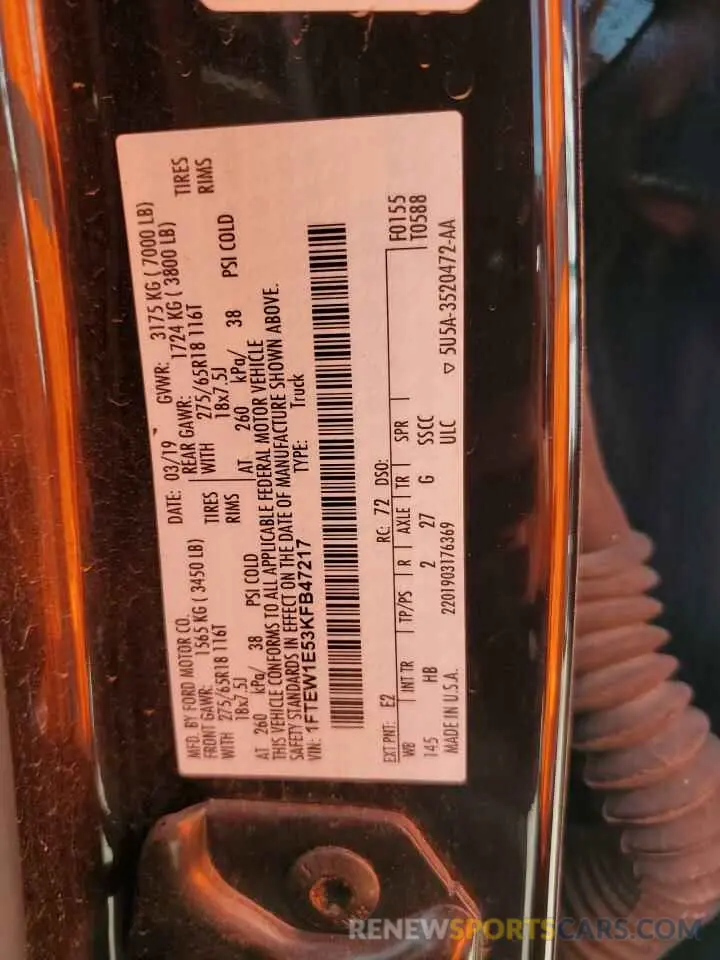 MFD. BY FORD MOTOR CO.
DATE: 03/19 GVWR: 3175 KG ( 7000 LB)
FRONT GAWR: 1565 KG ( 3450 LB)
REAR GAWR: 1724 KG ( 3800 LB)
WITH 275/65R18 116T TIRES
WITH 275/65R18 116T TIRES
18x7.5J RIMS
18x7.5J RIMS
AT 260 kPa/ 38 PSI COLD
AT 260 kPa/ 38 PSI COLD
THIS VEHICLE CONFORMS TO ALL APPLICABLE FEDERAL MOTOR VEHICLE
SAFETY STANDARDS IN EFFECT ON THE DATE OF MANUFACTURE SHOWN ABOVE.
VIN: 1FTEW1E53KFB47217 TYPE: Truck
F0155
T0588
EXT PNT: E2 RC: 72 DSO:
WB INT TR TP/PS R AXLE TR SPR
145 HB 2 27 G SSCC
ULC
MADE IN U.S.A. 2201903176369 ▽ 5U5A-3520472-AA
RENEWSPORTSCARS.COM